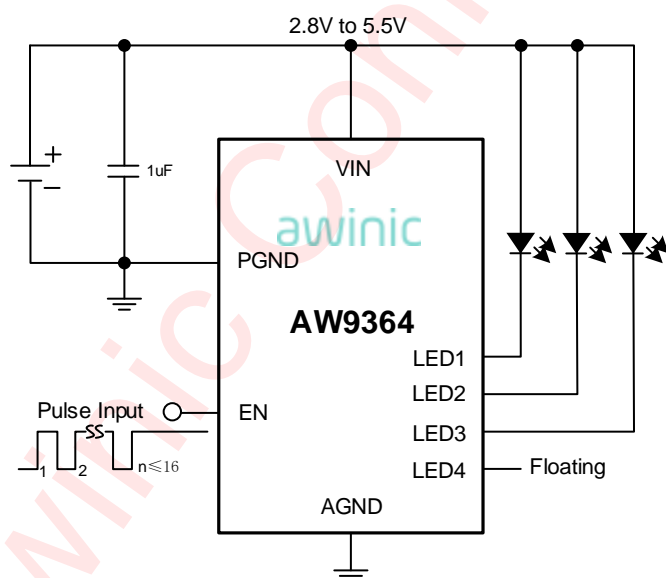 2.8V to 5.5V
VIN
+
−
1uF
awinic
PGND
AW9364
LED1
Pulse Input
EN
LED2
LED3
1
2
n≤16
LED4
Floating
AGND